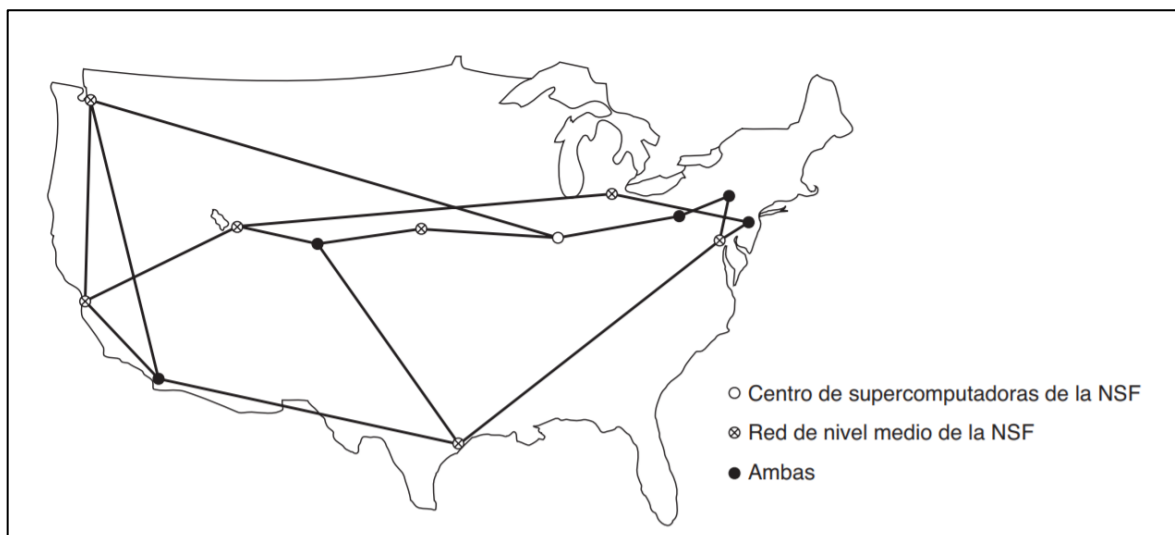 Centro de supercomputadoras de la NSF
Red de nivel medio de la NSF
Ambas